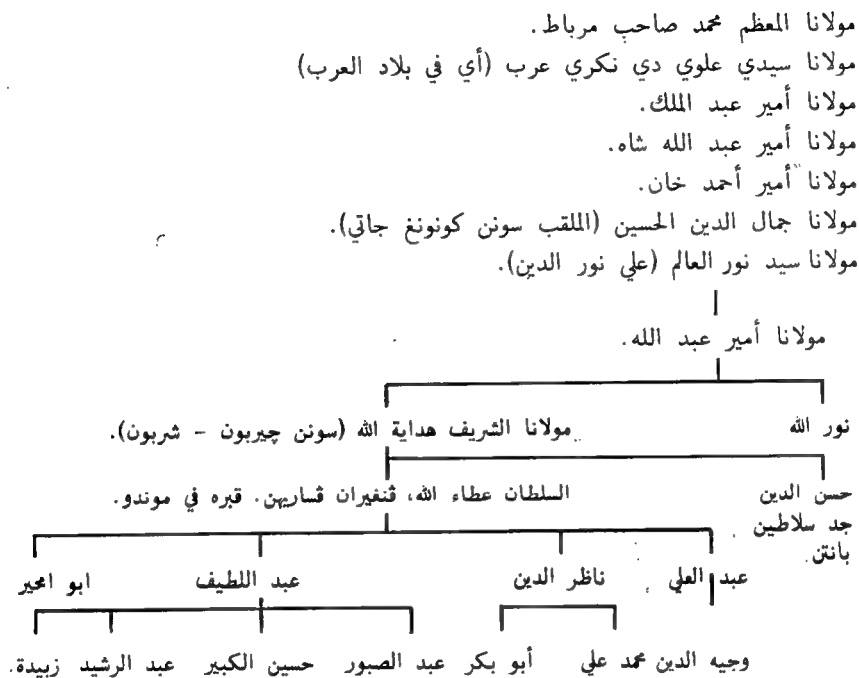 مولانا المعظم محمد صاحب مرباط.
مولانا سيدي علوي دي نكري عرب (أي في بلاد العرب)
مولانا أمير عبد الملك.
مولانا أمير عبد الله شاه.
مولانا أمير أحمد خان.
مولانا جمال الدين الحسين (الملقب سونن كونونغ جاتي).
مولانا سيد نور العالم (علي نور الدين).
مولانا أمير عبد الله.
نور الله مولانا الشريف هداية الله (سونن چيربون - شربون).
حسن الدين السلطان عطاء الله، ڤنغيران ڤساريهن. قبره في موندو.
جد سلاطين
بانتن.
عبد العلي ناظر الدين عبد اللطيف ابو امخير
وجيه الدين محمد علي أبو بكر عبد الصبور حسين الكبير عبد الرشيد زبيدة.